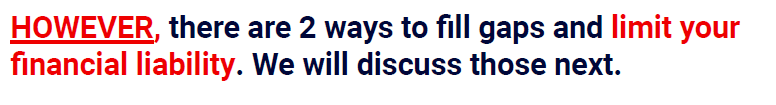 HOWEVER, there are 2 ways to fill gaps and limit your
financial liability. We will discuss those next.